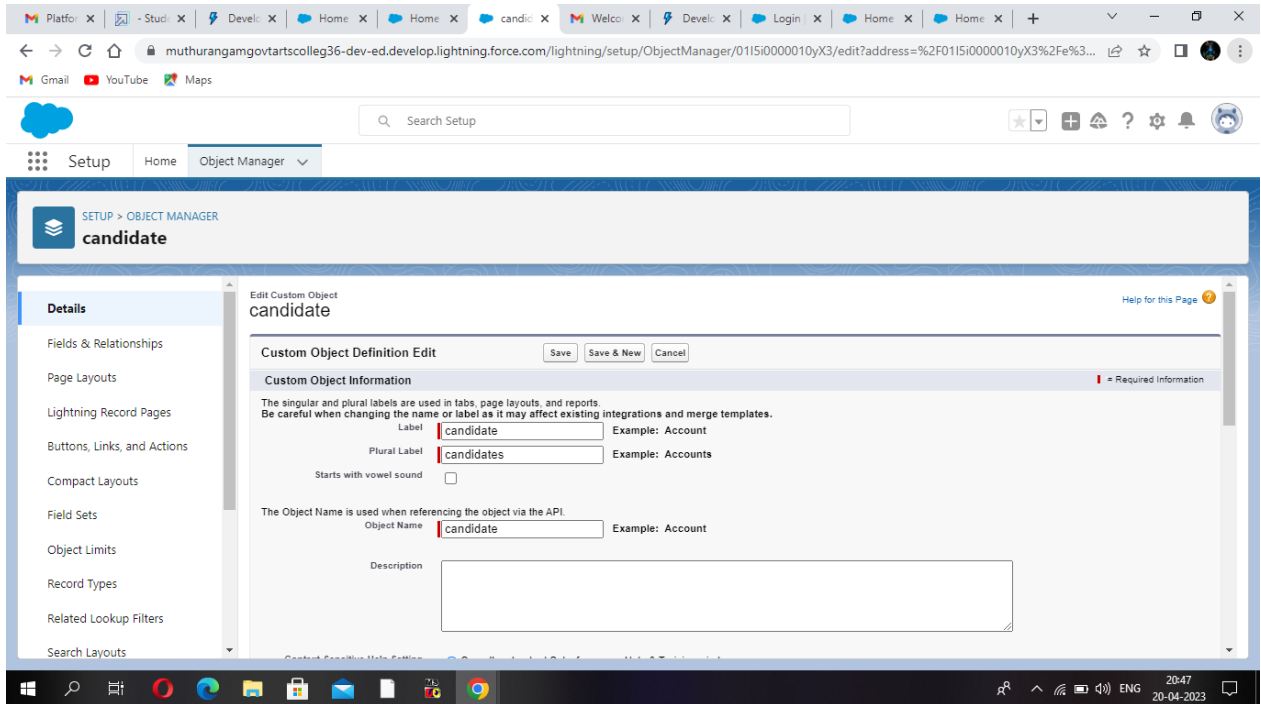 Platfor
- Stude
Develo
Home
Home
candid
Welco
Develo
Login |
Home
Home
muthurangamgovtartscolleg36-dev-ed.develop.lightning.force.com/lightning/setup/ObjectManager/01I5i0000010yX3/edit?address=%2F01I5i0000010yX3%2Fe%3...
Gmail YouTube Maps
Search Setup
Setup Home Object Manager
SETUP > OBJECT MANAGER
candidate
Details
Fields & Relationships
Page Layouts
Lightning Record Pages
Buttons, Links, and Actions
Compact Layouts
Field Sets
Object Limits
Record Types
Related Lookup Filters
Search Layouts
Edit Custom Object
candidate
Help for this Page
Custom Object Definition Edit Save Save & New Cancel
Custom Object Information = Required Information
The singular and plural labels are used in tabs, page layouts, and reports.
Be careful when changing the name or label as it may affect existing integrations and merge templates.
Label candidate Example: Account
Plural Label candidates Example: Accounts
Starts with vowel sound
The Object Name is used when referencing the object via the API.
Object Name candidate Example: Account
Description
ENG
20:47
20-04-2023